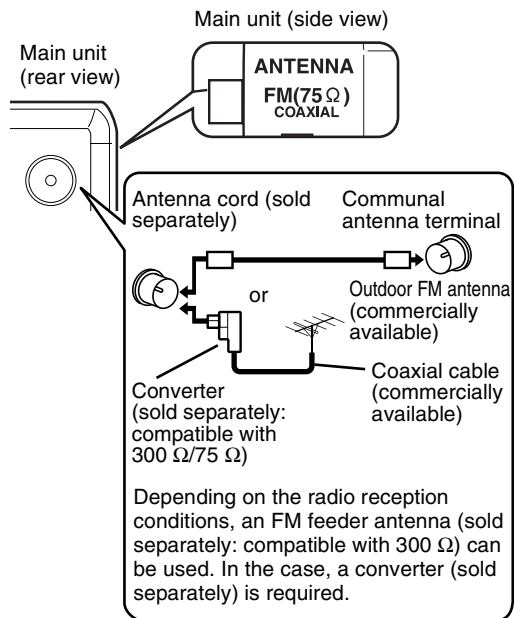 Main unit (side view)
Main unit
(rear view)
ANTENNA
FM(75 Ω)
COAXIAL
Antenna cord (sold
separately)
Communal
antenna terminal
or
Outdoor FM antenna
(commercially
available)
Coaxial cable
(commercially
available)
Converter
(sold separately:
compatible with
300 Ω/75 Ω)
Depending on the radio reception
conditions, an FM feeder antenna (sold
separately: compatible with 300 Ω) can
be used. In the case, a converter (sold
separately) is required.